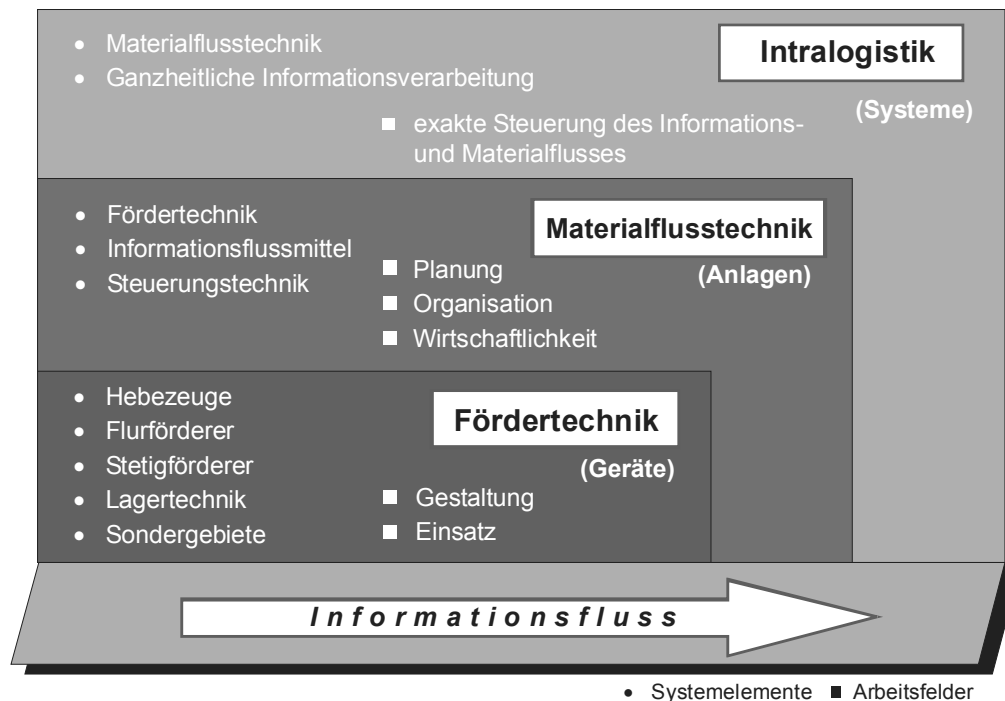 • Materialflusstechnik
• Ganzheitliche Informationsverarbeitung
Intralogistik
(Systeme)
■ exakte Steuerung des Informations-
und Materialflusses
• Fördertechnik
• Informationsflussmittel
• Steuerungstechnik
Materialflusstechnik
(Anlagen)
■ Planung
■ Organisation
■ Wirtschaftlichkeit
• Hebezeuge
• Flurförderer
• Stetigförderer
• Lagertechnik
• Sondergebiete
Fördertechnik
(Geräte)
■ Gestaltung
■ Einsatz
Informationsfluss
• Systemelemente ■ Arbeitsfelder